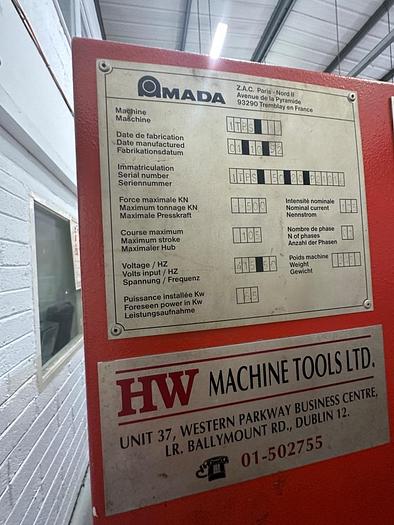 AMADA
Z.A.C. Paris - Nord II
Avenue de la Pyramide
93290 Tremblay en France
Machine
Maschine
Date de fabrication
Date manufactured
Fabrikationsdatum
Immatriculation
Serial number
Seriennummer
Force maximale KN
Maximum tonnage KN
Maximale Presskraft
Intensité nominale
Nominal current
Nennstrom
Course maximum
Maximum stroke
Maximaler Hub
Nombre de phase
N of phases
Anzahl der Phasen
Voltage / HZ
Volts input / HZ
Spannung / Frequenz
Poids machine
Weight
Gewicht
Puissance installée Kw
Foreseen power in Kw
Leistungsaufnahme
HW MACHINE TOOLS LTD.
UNIT 37, WESTERN PARKWAY BUSINESS CENTRE,
LR. BALLYMOUNT RD., DUBLIN 12.
01-502755